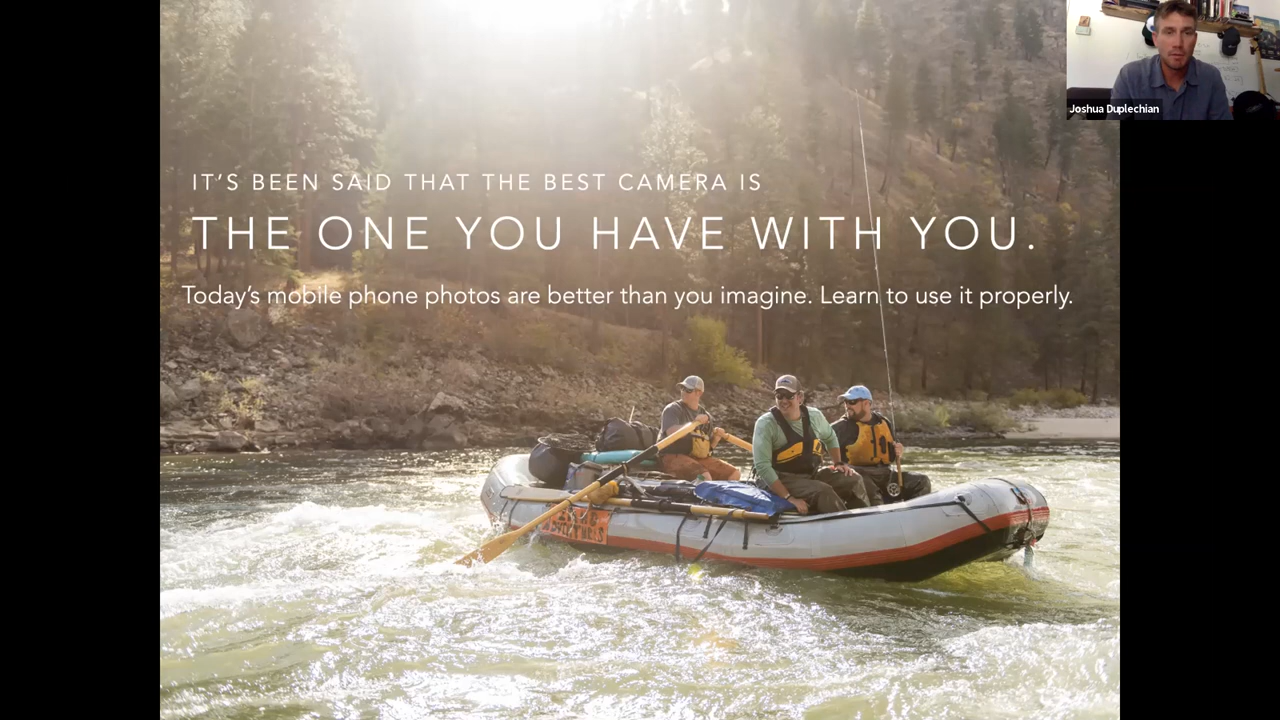 IT'S BEEN SAID THAT THE BEST CAMERA IS
THE ONE YOU HAVE WITH YOU.
Today's mobile phone photos are better than you imagine. Learn to use it properly.
Joshua Duplechian